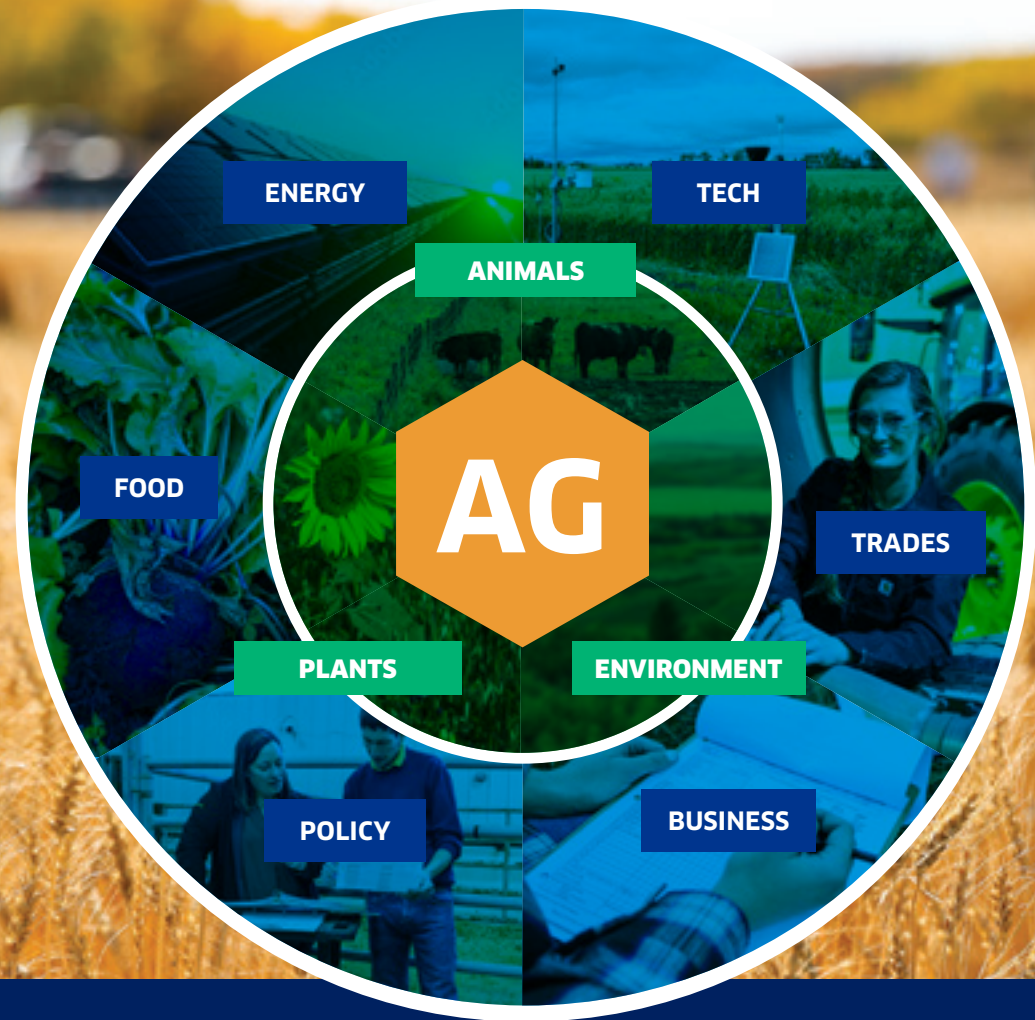 ENERGY
TECH
ANIMALS
AG
FOOD
TRADES
PLANTS
ENVIRONMENT
POLICY
BUSINESS